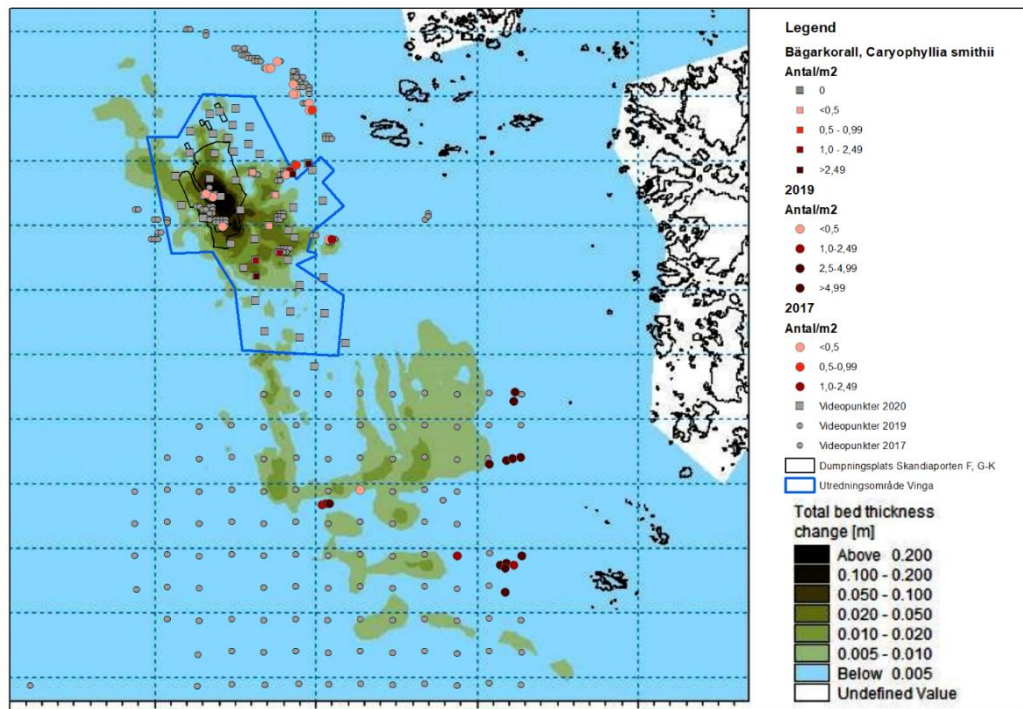 Legend
Bägarkorall, Caryophyllia smithii
Antal/m2
0
<0,5
0,5 - 0,99
1,0 - 2,49
>2,49
2019
Antal/m2
<0,5
1,0-2,49
2,5-4,99
>4,99
2017
Antal/m2
<0,5
0,5-0,99
1,0-2,49
Videopunkter 2020
Videopunkter 2019
Videopunkter 2017
Dumpningsplats Skandiaporten F, G-K
Utredningsområde Vinga
Total bed thickness
change [m]
Above 0.200
0.100 - 0.200
0.050 - 0.100
0.020 - 0.050
0.010 - 0.020
0.005 - 0.010
Below 0.005
Undefined Value